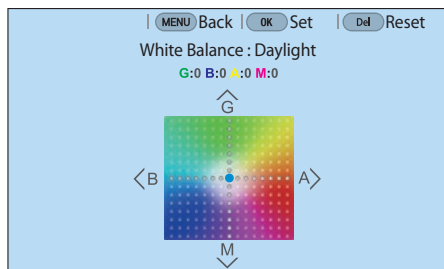 MENU Back OK Set Del Reset
White Balance : Daylight
G:0 B:0 A:0 M:0
G
B A
M